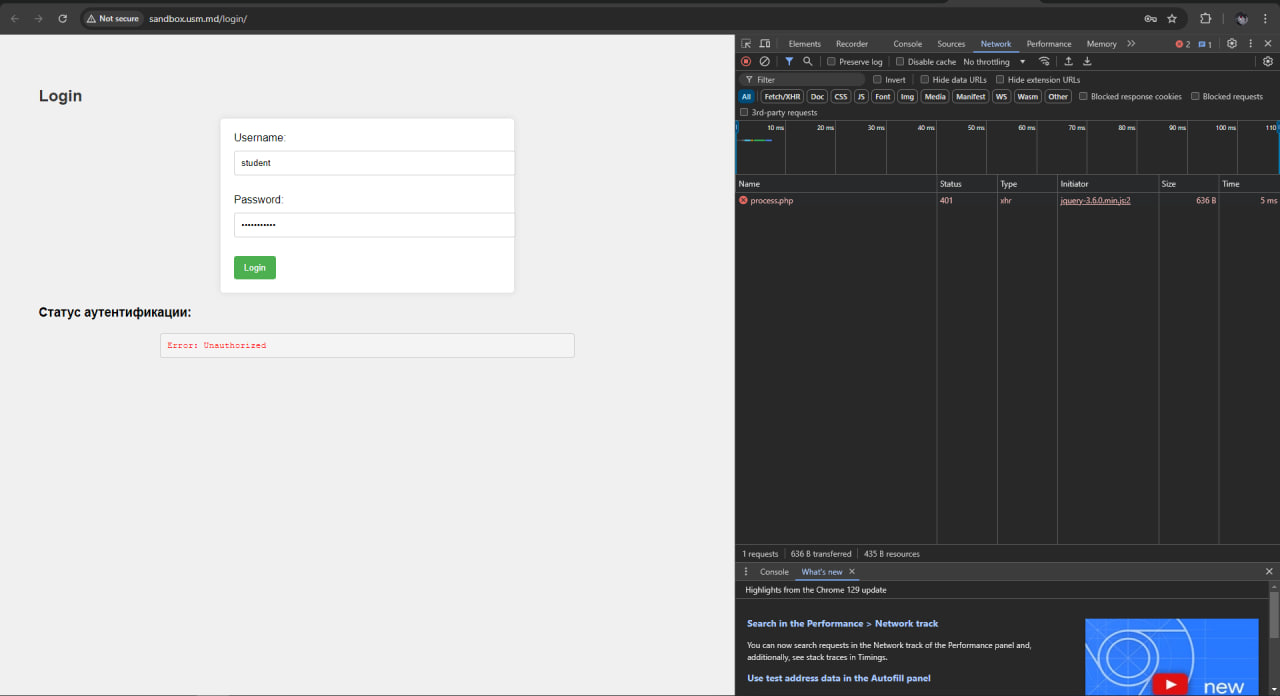 Not secure
sandbox.usm.md/login/
Login
Username:
student
Password:
•••••••••••
Login
Статус аутентификации:
Error: Unauthorized
Elements Recorder Console Sources Network Performance Memory 2 1
Preserve log Disable cache No throttling
Filter Invert Hide data URLs Hide extension URLs
All Fetch/XHR Doc CSS JS Font Img Media Manifest WS Wasm Other Blocked response cookies Blocked requests
3rd-party requests
10 ms 20 ms 30 ms 40 ms 50 ms 60 ms 70 ms 80 ms 90 ms 100 ms 110
Name Status Type Initiator Size Time
process.php 401 xhr jquery-3.6.0.min.js:2 636 B 5 ms
1 requests 636 B transferred 435 B resources
Console What's new
Highlights from the Chrome 129 update
Search in the Performance > Network track
You can now search requests in the Network track of the Performance panel and,
additionally, see stack traces in Timings.
Use test address data in the Autofill panel
new